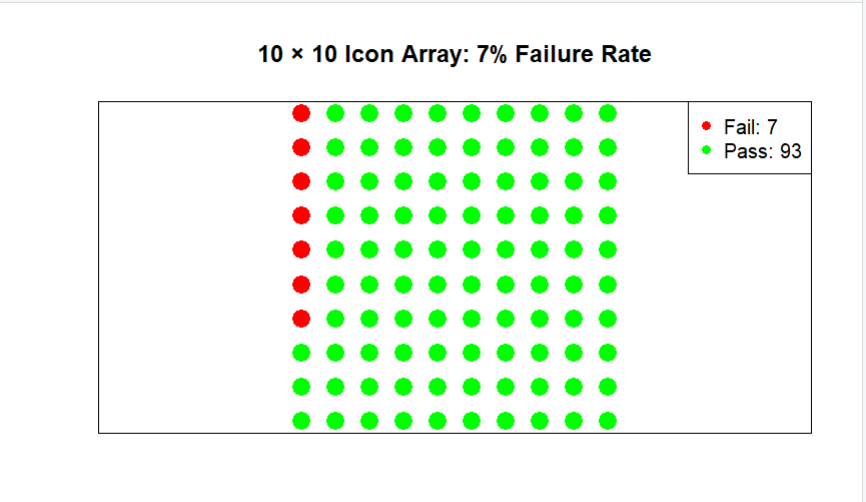 10 × 10 Icon Array: 7% Failure Rate
Fail: 7
Pass: 93